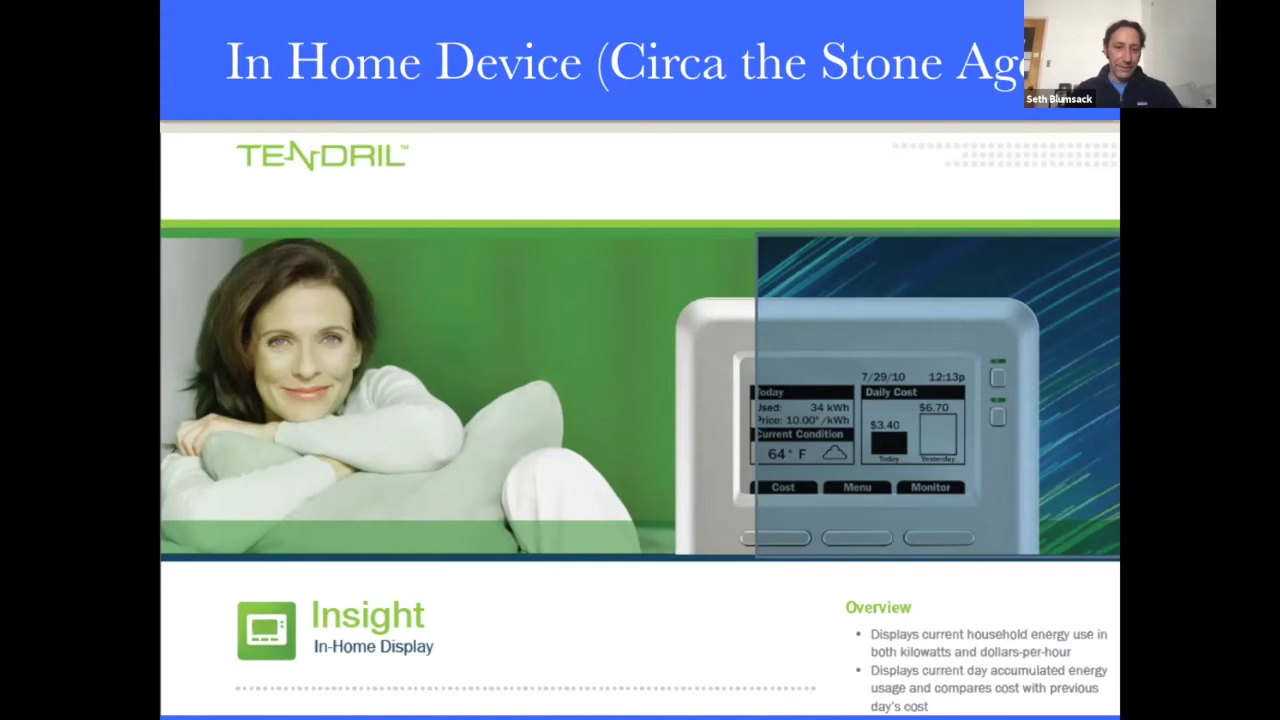 In Home Device (Circa the Stone Age
Seth Blumsack
TENDRIL™
7/29/10 12:13p
Today
Used: 34 kWh
Price: 10.00¢/kWh
Current Condition
64° F
Daily Cost
$6.70
$3.40
Today Yesterday
Cost Menu Monitor
Insight
In-Home Display
Overview
• Displays current household energy use in
both kilowatts and dollars-per-hour
• Displays current day accumulated energy
usage and compares cost with previous
day's cost